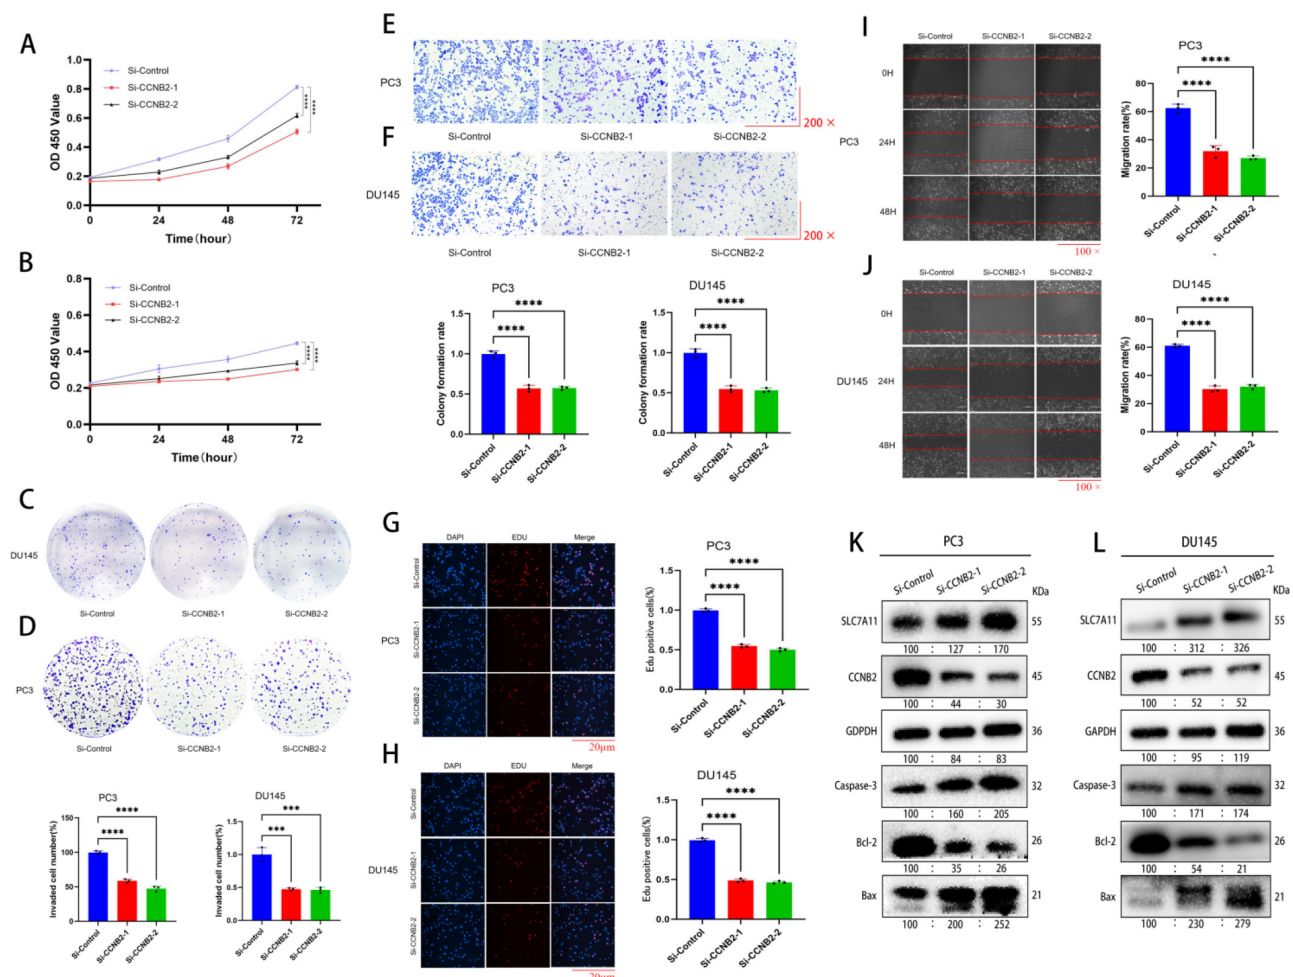 A
1.0
0.8
0.6
0.4
0.2
0.0
OD 450 Value
Si-Control
Si-CCNB2-1
Si-CCNB2-2
****
****
0 24 48 72
Time(hour)
B
0.8
0.6
0.4
0.2
0.0
OD 450 Value
Si-Control
Si-CCNB2-1
Si-CCNB2-2
****
****
0 24 48 72
Time(hour)
C
DU145
Si-Control Si-CCNB2-1 Si-CCNB2-2
D
PC3
Si-Control Si-CCNB2-1 Si-CCNB2-2
PC3
Invaded cell number(%)
150
100
50
0
****
****
Si-Control
Si-CCNB2-1
Si-CCNB2-2
DU145
Invaded cell number(%)
1.5
1.0
0.5
0.0
***
***
Si-Control
Si-CCNB2-1
Si-CCNB2-2
E
PC3
200 ×
Si-Control Si-CCNB2-1 Si-CCNB2-2
F
DU145
200 ×
Si-Control Si-CCNB2-1 Si-CCNB2-2
PC3
Colony formation rate
1.5
1.0
0.5
0.0
****
****
Si-Control
Si-CCNB2-1
Si-CCNB2-2
DU145
Colony formation rate
1.5
1.0
0.5
0.0
****
****
Si-Control
Si-CCNB2-1
Si-CCNB2-2
G
DAPI EDU Merge
Si-Control
Si-CCNB2-1
Si-CCNB2-2
PC3
20μm
PC3
Edu positive cells(%)
1.5
1.0
0.5
0.0
****
****
Si-Control
Si-CCNB2-1
Si-CCNB2-2
H
DAPI EDU Merge
Si-Control
Si-CCNB2-1
Si-CCNB2-2
DU145
20μm
DU145
Edu positive cells(%)
1.5
1.0
0.5
0.0
****
****
Si-Control
Si-CCNB2-1
Si-CCNB2-2
I
Si-Control Si-CCNB2-1 Si-CCNB2-2
0H
24H
48H
PC3
100 ×
PC3
Migration rate(%)
80
60
40
20
0
****
****
Si-Control
Si-CCNB2-1
Si-CCNB2-2
J
Si-Control Si-CCNB2-1 Si-CCNB2-2
0H
24H
48H
DU145
100 ×
DU145
Migration rate(%)
80
60
40
20
0
****
****
Si-Control
Si-CCNB2-1
Si-CCNB2-2
K
PC3
Si-Control Si-CCNB2-1 Si-CCNB2-2
KDa
SLC7A11 55
100 : 127 : 170
CCNB2 45
100 : 44 : 30
GDPDH 36
100 : 84 : 83
Caspase-3 32
100 : 160 : 205
Bcl-2 26
100 : 35 : 26
Bax 21
100 : 200 : 252
L
DU145
Si-Control Si-CCNB2-1 Si-CCNB2-2
KDa
SLC7A11 55
100 : 312 : 326
CCNB2 45
100 : 52 : 52
GAPDH 36
100 : 95 : 119
Caspase-3 32
100 : 171 : 174
Bcl-2 26
100 : 54 : 21
Bax 21
100 : 230 : 279